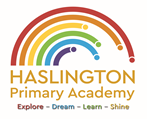 HASLINGTON
Primary Academy
Explore - Dream - Learn - Shine